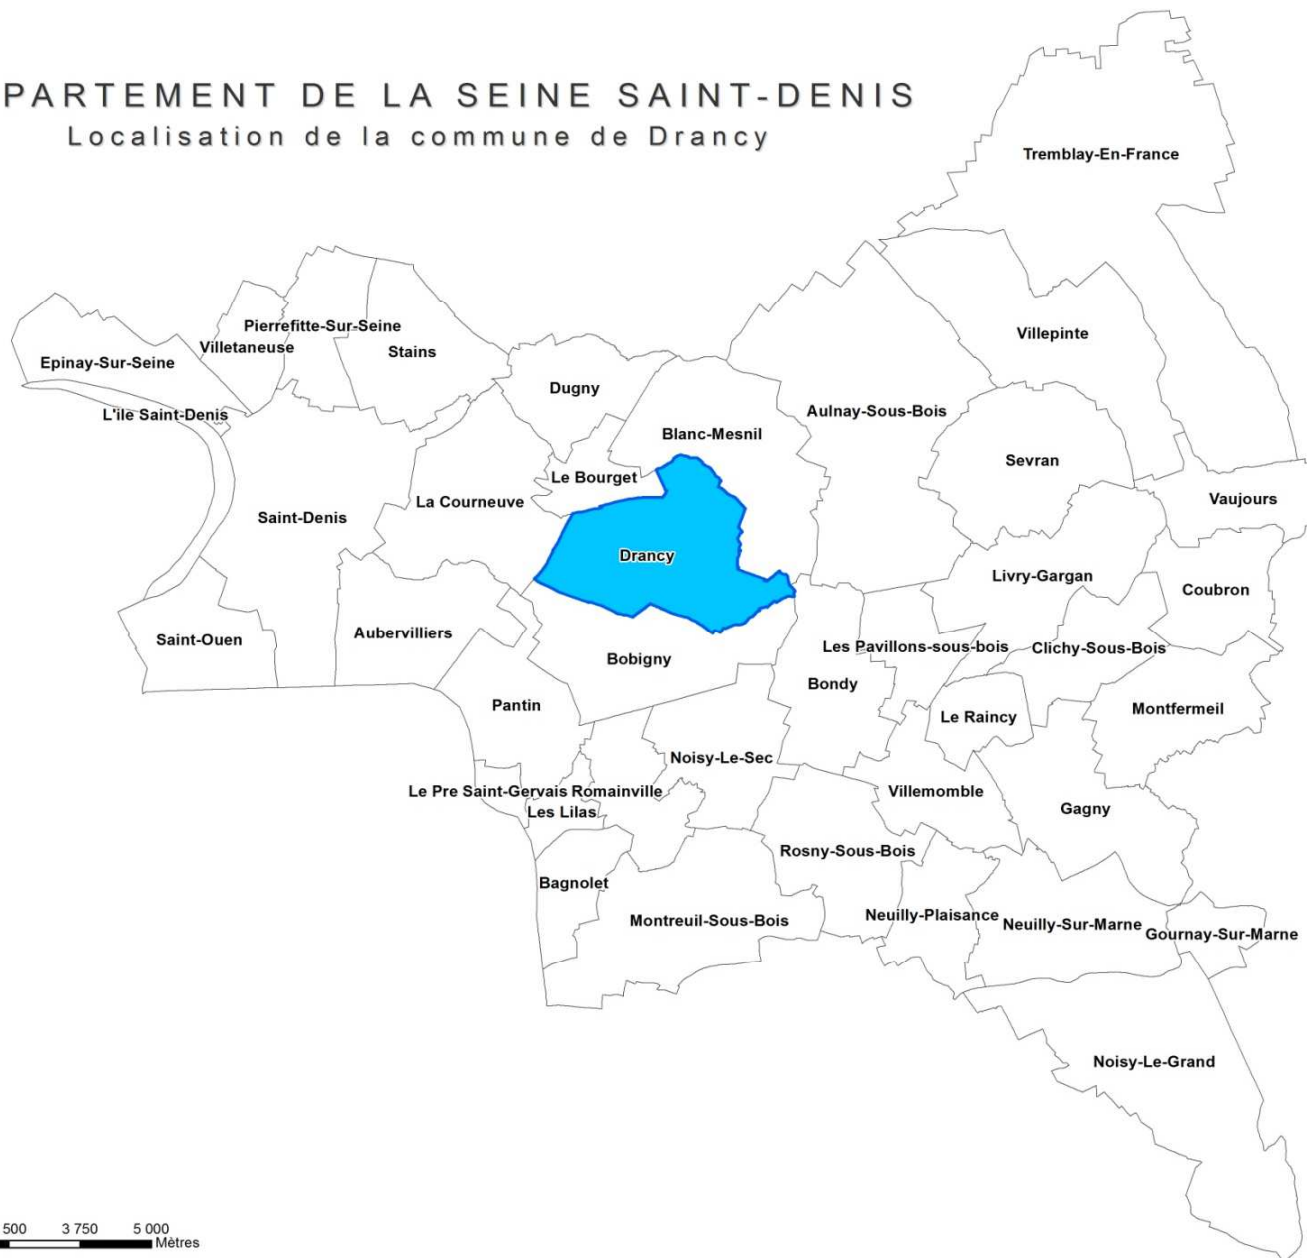 PARTEMENT DE LA SEINE SAINT-DENIS
Localisation de la commune de Drancy
Tremblay-En-France
Pierrefitte-Sur-Seine
Villetaneuse
Stains
Epinay-Sur-Seine
Villepinte
Dugny
L'ile Saint-Denis
Aulnay-Sous-Bois
Blanc-Mesnil
Sevran
Le Bourget
La Courneuve
Vaujours
Saint-Denis
Drancy
Livry-Gargan
Coubron
Saint-Ouen
Aubervilliers
Les Pavillons-sous-bois
Clichy-Sous-Bois
Bobigny
Bondy
Pantin
Le Raincy
Montfermeil
Noisy-Le-Sec
Le Pre Saint-Gervais
Romainville
Villemomble
Les Lilas
Gagny
Rosny-Sous-Bois
Bagnolet
Montreuil-Sous-Bois
Neuilly-Plaisance
Neuilly-Sur-Marne
Gournay-Sur-Marne
Noisy-Le-Grand
500 3 750 5 000
Mètres